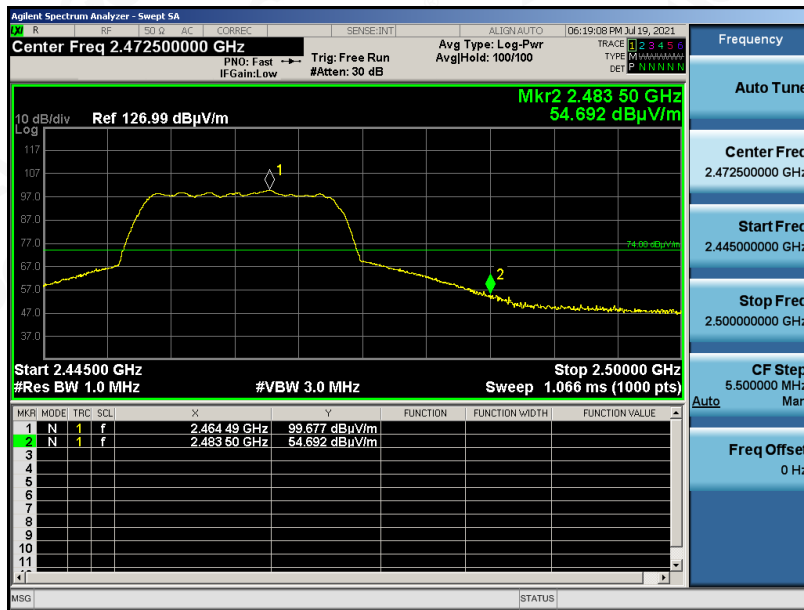 Agilent Spectrum Analyzer - Swept SA
LXI R RF 50 Ω AC CORREC SENSE:INT ALIGN AUTO 06:19:08 PM Jul 19, 2021
Center Freq 2.472500000 GHz
PNO: Fast
IFGain:Low
Trig: Free Run
#Atten: 30 dB
Avg Type: Log-Pwr
Avg|Hold: 100/100
TRACE 1 2 3 4 5 6
TYPE M
DET P N N N N N
Mkr2 2.483 50 GHz
54.692 dBµV/m
10 dB/div Ref 126.99 dBµV/m
Log
117
107
97.0
87.0
77.0
67.0
57.0
47.0
37.0
1
74.00 dBµV/m
2
Start 2.44500 GHz Stop 2.50000 GHz
#Res BW 1.0 MHz #VBW 3.0 MHz Sweep 1.066 ms (1000 pts)
MKR MODE TRC SCL X Y FUNCTION FUNCTION WIDTH FUNCTION VALUE
1 N 1 f 2.464 49 GHz 99.677 dBµV/m
2 N 1 f 2.483 50 GHz 54.692 dBµV/m
3
4
5
6
7
8
9
10
11
MSG STATUS
Frequency
Auto Tune
Center Freq
2.472500000 GHz
Start Freq
2.445000000 GHz
Stop Freq
2.500000000 GHz
CF Step
5.500000 MHz
Auto Man
Freq Offset
0 Hz